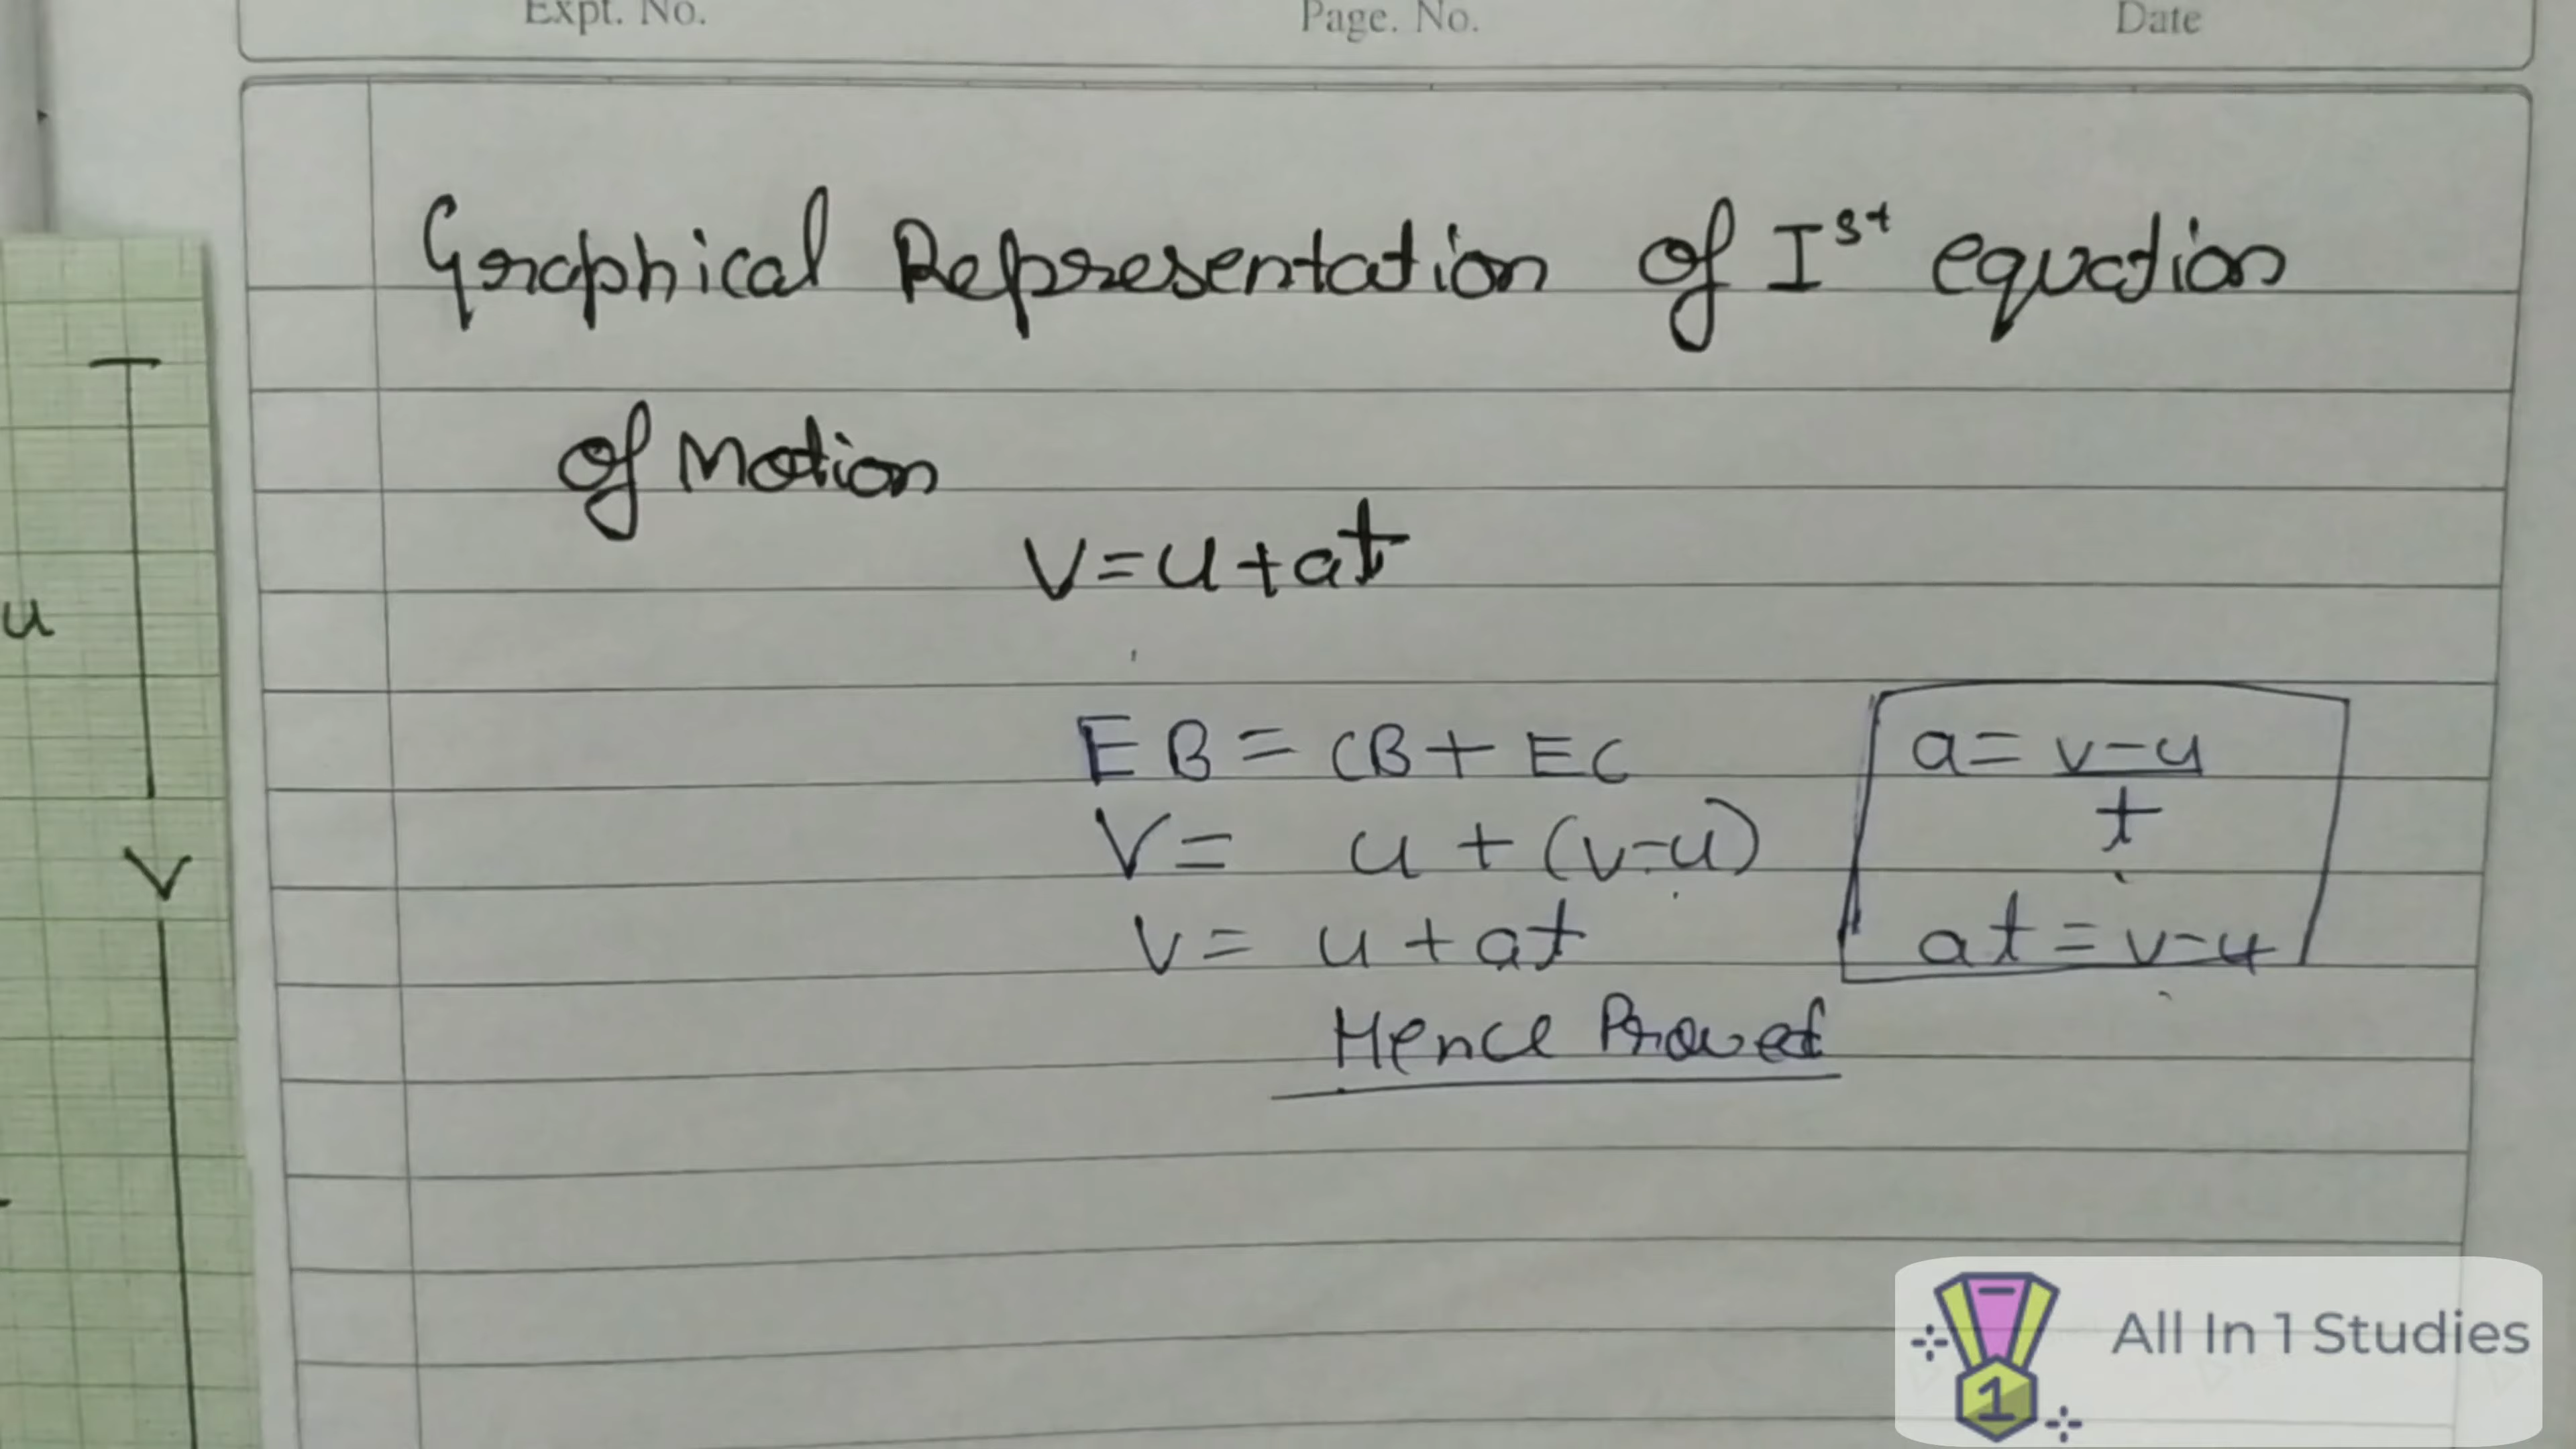 Expt. No. Page. No. Date
Graphical Representation of Ist equation
of Motion
V=u+at
u
V
EB = CB + EC
V = u + (v-u)
V = u + at
Hence Proved
a = v-u
t
at = v-u
All In 1 Studies
1